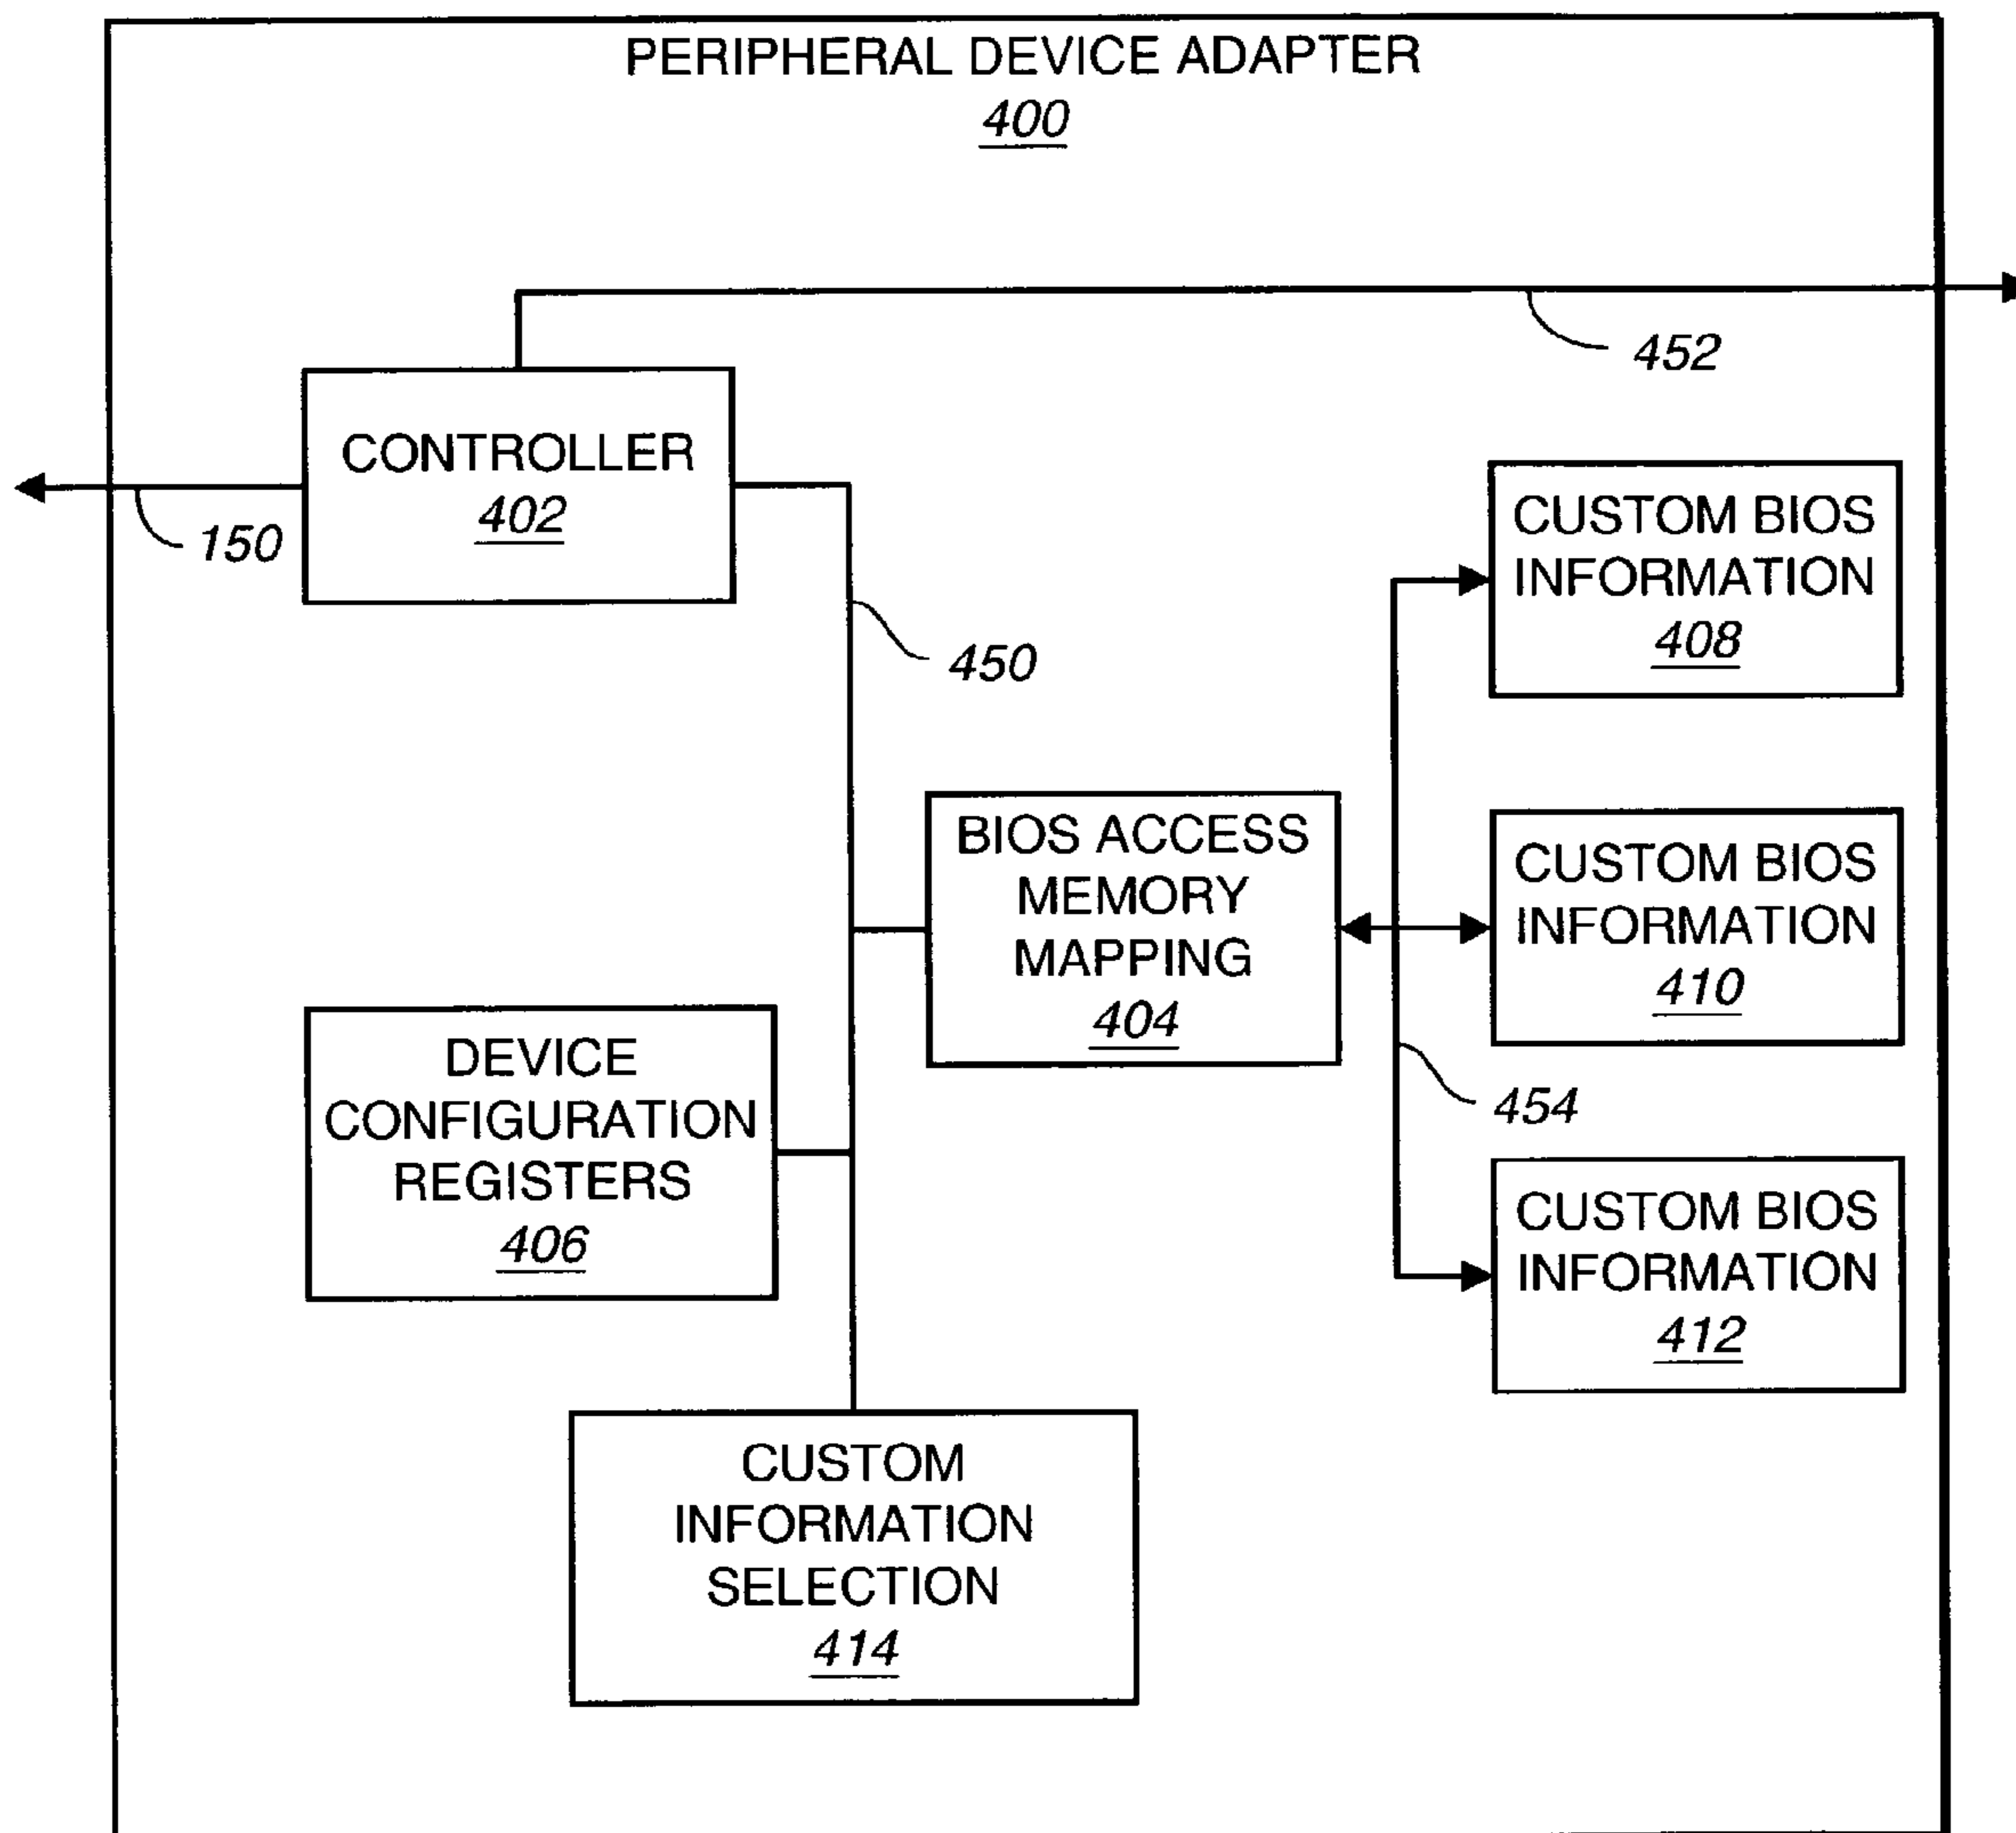 PERIPHERAL DEVICE ADAPTER
400
452
CONTROLLER
402
150
450
CUSTOM BIOS
INFORMATION
408
BIOS ACCESS
MEMORY
MAPPING
404
CUSTOM BIOS
INFORMATION
410
454
DEVICE
CONFIGURATION
REGISTERS
406
CUSTOM BIOS
INFORMATION
412
CUSTOM
INFORMATION
SELECTION
414